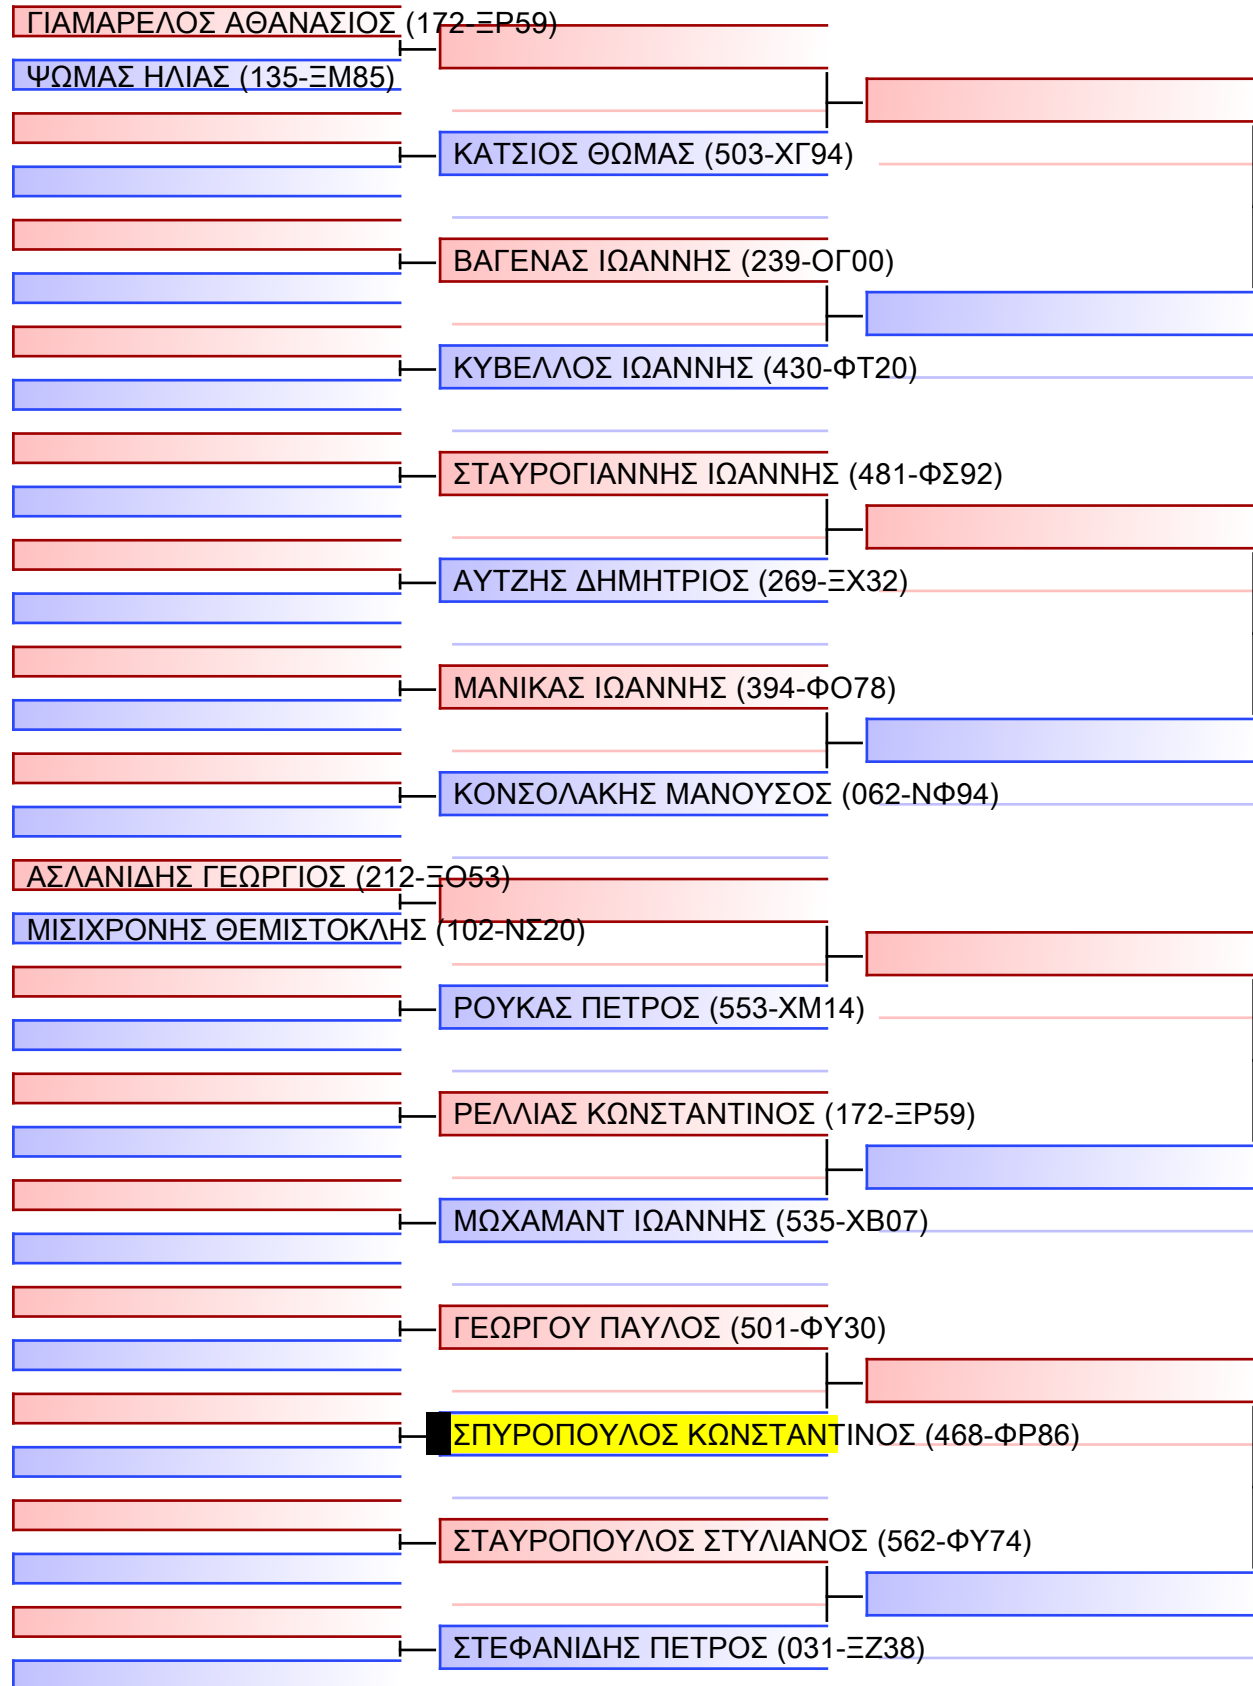 ΓΙΑΜΑΡΕΛΟΣ ΑΘΑΝΑΣΙΟΣ (172-ΞΡ59)
ΨΩΜΑΣ ΗΛΙΑΣ (135-ΞΜ85)
ΚΑΤΣΙΟΣ ΘΩΜΑΣ (503-ΧΓ94)
ΒΑΓΕΝΑΣ ΙΩΑΝΝΗΣ (239-ΟΓ00)
ΚΥΒΕΛΛΟΣ ΙΩΑΝΝΗΣ (430-ΦΤ20)
ΣΤΑΥΡΟΓΙΑΝΝΗΣ ΙΩΑΝΝΗΣ (481-ΦΣ92)
ΑΥΤΖΗΣ ΔΗΜΗΤΡΙΟΣ (269-ΞΧ32)
ΜΑΝΙΚΑΣ ΙΩΑΝΝΗΣ (394-ΦΟ78)
ΚΟΝΣΟΛΑΚΗΣ ΜΑΝΟΥΣΟΣ (062-ΝΦ94)
ΑΣΛΑΝΙΔΗΣ ΓΕΩΡΓΙΟΣ (212-ΞΟ53)
ΜΙΣΙΧΡΟΝΗΣ ΘΕΜΙΣΤΟΚΛΗΣ (102-ΝΣ20)
ΡΟΥΚΑΣ ΠΕΤΡΟΣ (553-ΧΜ14)
ΡΕΛΛΙΑΣ ΚΩΝΣΤΑΝΤΙΝΟΣ (172-ΞΡ59)
ΜΩΧΑΜΑΝΤ ΙΩΑΝΝΗΣ (535-ΧΒ07)
ΓΕΩΡΓΟΥ ΠΑΥΛΟΣ (501-ΦΥ30)
ΣΠΥΡΟΠΟΥΛΟΣ ΚΩΝΣΤΑΝΤΙΝΟΣ (468-ΦΡ86)
ΣΤΑΥΡΟΠΟΥΛΟΣ ΣΤΥΛΙΑΝΟΣ (562-ΦΥ74)
ΣΤΕΦΑΝΙΔΗΣ ΠΕΤΡΟΣ (031-ΞΖ38)